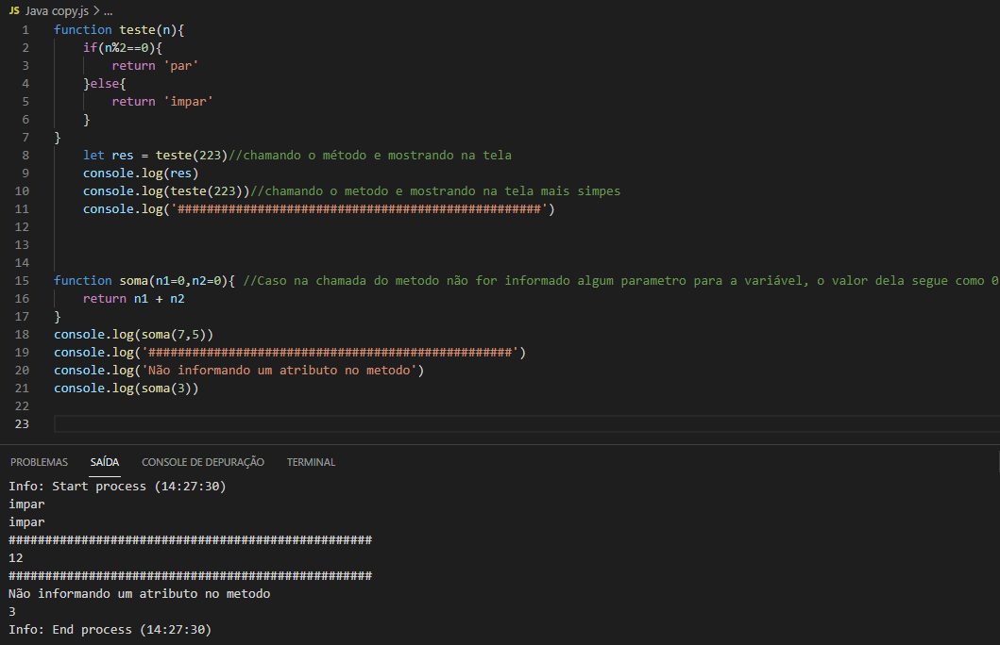 JS Java copy.js > ...
1 function teste(n){
2     if(n%2==0){
3         return 'par'
4     }else{
5         return 'impar'
6     }
7 }
8     let res = teste(223)//chamando o método e mostrando na tela
9     console.log(res)
10     console.log(teste(223))//chamando o metodo e mostrando na tela mais simpes
11     console.log('##################################################')
12
13
14
15 function soma(n1=0,n2=0){ //Caso na chamada do metodo não for informado algum parametro para a variável, o valor dela segue como 0
16     return n1 + n2
17 }
18 console.log(soma(7,5))
19 console.log('##################################################')
20 console.log('Não informando um atributo no metodo')
21 console.log(soma(3))
22
23
PROBLEMAS SAÍDA CONSOLE DE DEPURAÇÃO TERMINAL
Info: Start process (14:27:30)
impar
impar
##################################################
12
##################################################
Não informando um atributo no metodo
3
Info: End process (14:27:30)